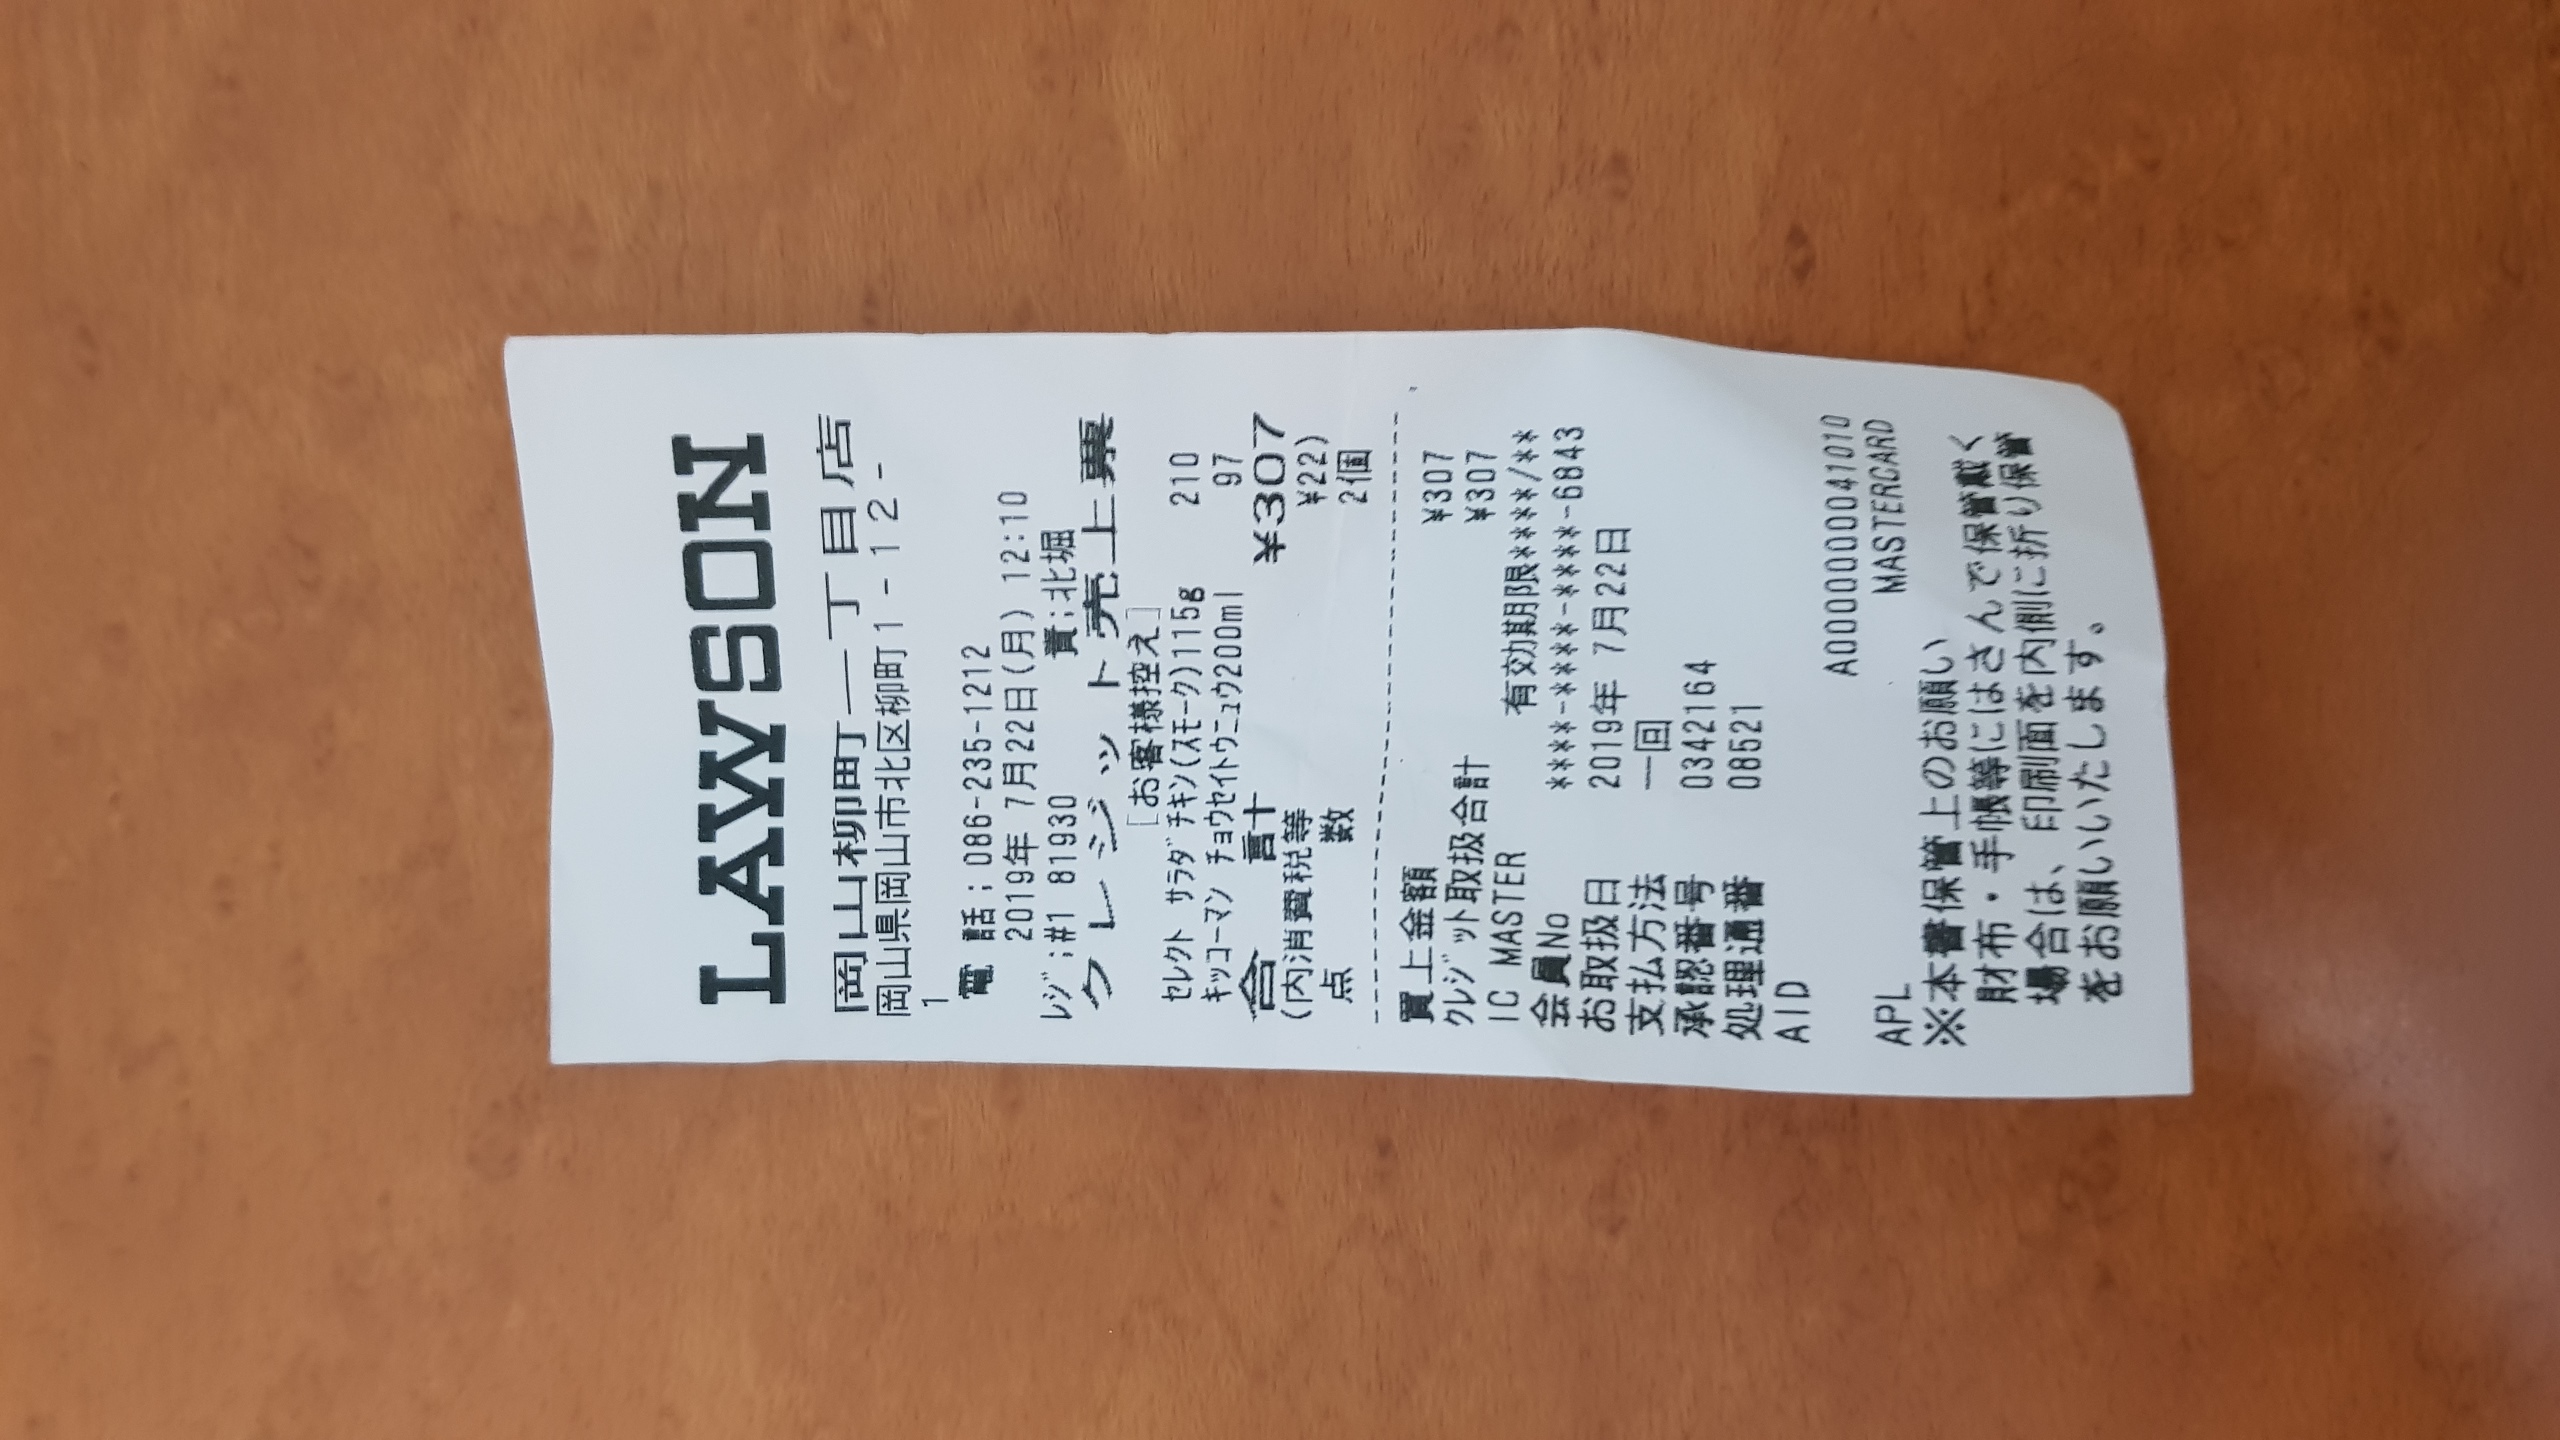 LAWSON
岡山柳町一丁目店
岡山県岡山市北区柳町1-12-
1
電 話;086-235-1212
2019年 7月22日(月) 12:10
ﾚｼﾞ;#1 81930 責;北堀
クレジット売上票
[お客様控え]
ｾﾚｸﾄ ｻﾗﾀﾞﾁｷﾝ(ｽﾓｰｸ)115g 210
ｷｯｺｰﾏﾝ ﾁｮｳｾｲﾄｳﾆｭｳ200ml 97
合 計 ¥307
(内消費税等 ¥22)
点 数 2個
買上金額 ¥307
ｸﾚｼﾞｯﾄ取扱合計 ¥307
IC MASTER 有効期限****/**
会員No ****-****-****-6843
お取扱日 2019年 7月22日
支払方法 一回
承認番号 0342164
処理通番 08521
AID
A0000000041010
APL MASTERCARD
※本書保管上のお願い
財布・手帳等にはさんで保管戴く
場合は、印刷面を内側に折り保管
をお願いいたします。